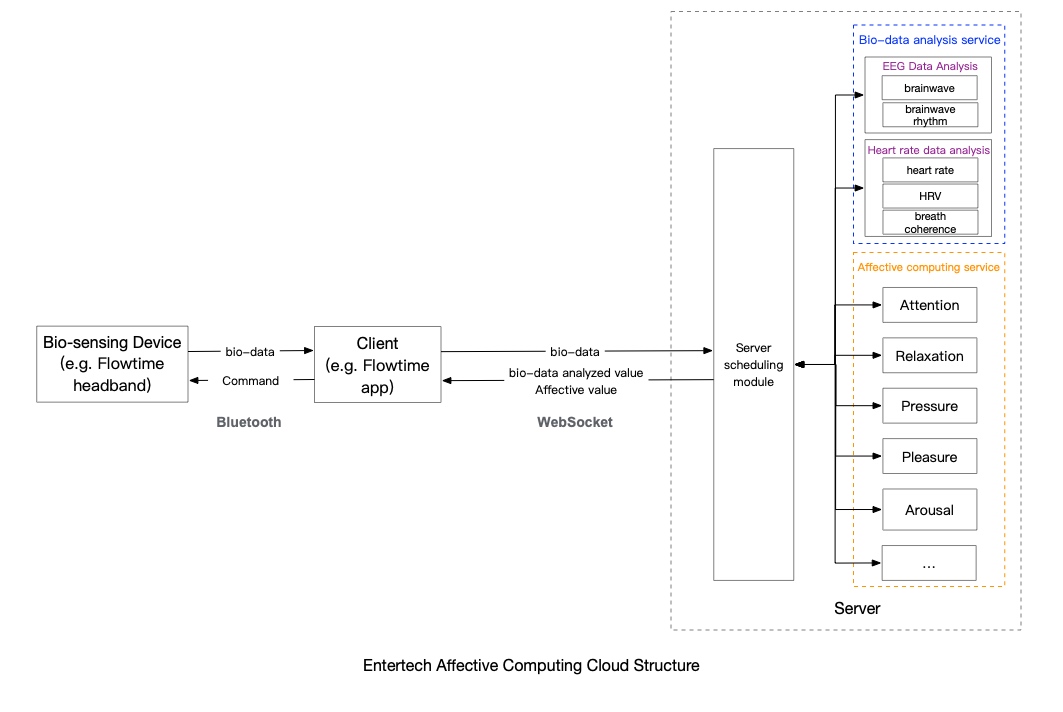 Bio-data analysis service
EEG Data Analysis
brainwave
brainwave
rhythm
Heart rate data analysis
heart rate
HRV
breath
coherence
Affective computing service
Attention
Relaxation
Pressure
Pleasure
Arousal
...
Bio-sensing Device
(e.g. Flowtime
headband)
bio-data
Command
Bluetooth
Client
(e.g. Flowtime
app)
bio-data
bio-data analyzed value
Affective value
WebSocket
Server
scheduling
module
Server
Entertech Affective Computing Cloud Structure